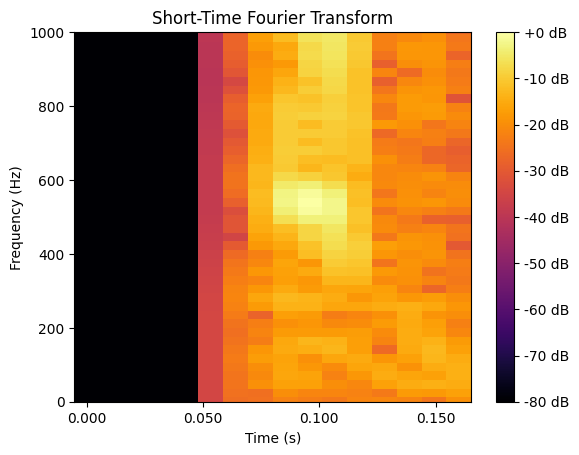 Short-Time Fourier Transform
1000
800
600
400
200
0
Frequency (Hz)
0.000
0.050
0.100
0.150
Time (s)
+0 dB
-10 dB
-20 dB
-30 dB
-40 dB
-50 dB
-60 dB
-70 dB
-80 dB